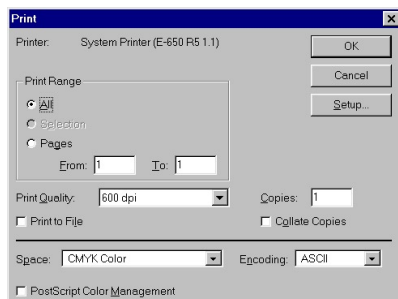 Print
Printer: System Printer (E-650 R5 1.1)
OK
Cancel
Setup...
Print Range
All
Selection
Pages
From: 1 To: 1
Print Quality: 600 dpi Copies: 1
Print to File Collate Copies
Space: CMYK Color Encoding: ASCII
PostScript Color Management